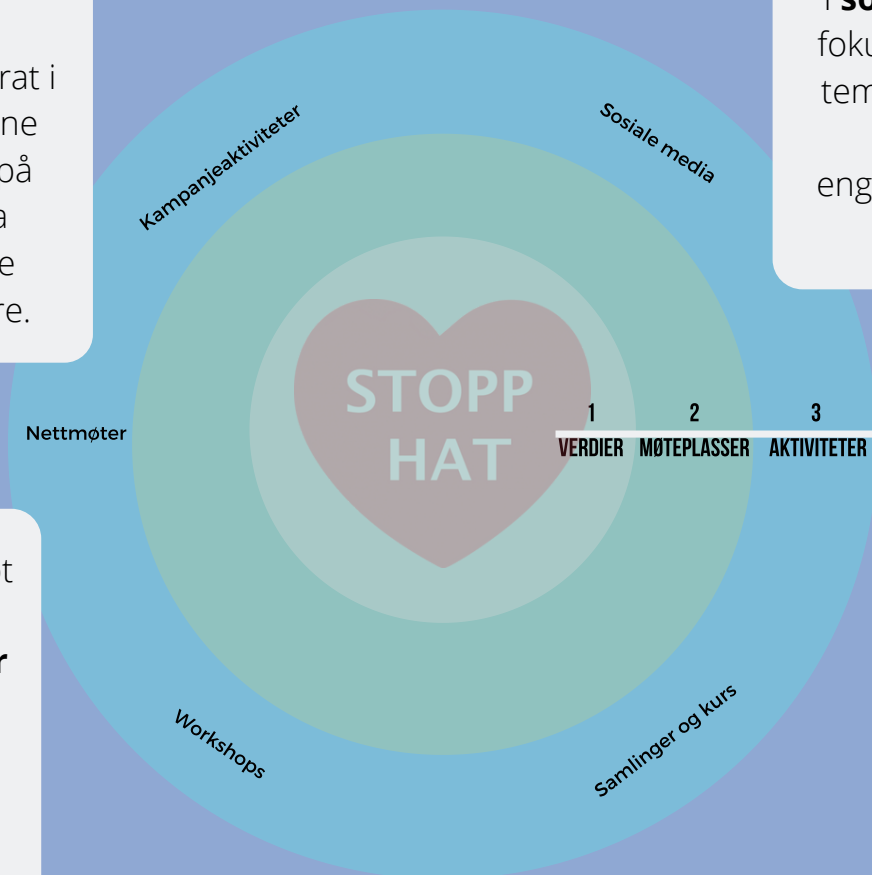 rat i
ne
på
a
e
re.
foku
tem
eng
Kampanjeaktiviteter
Sosiale media
STOPP
HAT
1 2 3
VERDIER MØTEPLASSER AKTIVITETER
Nettmøter
r
Workshops
Samlinger og kurs